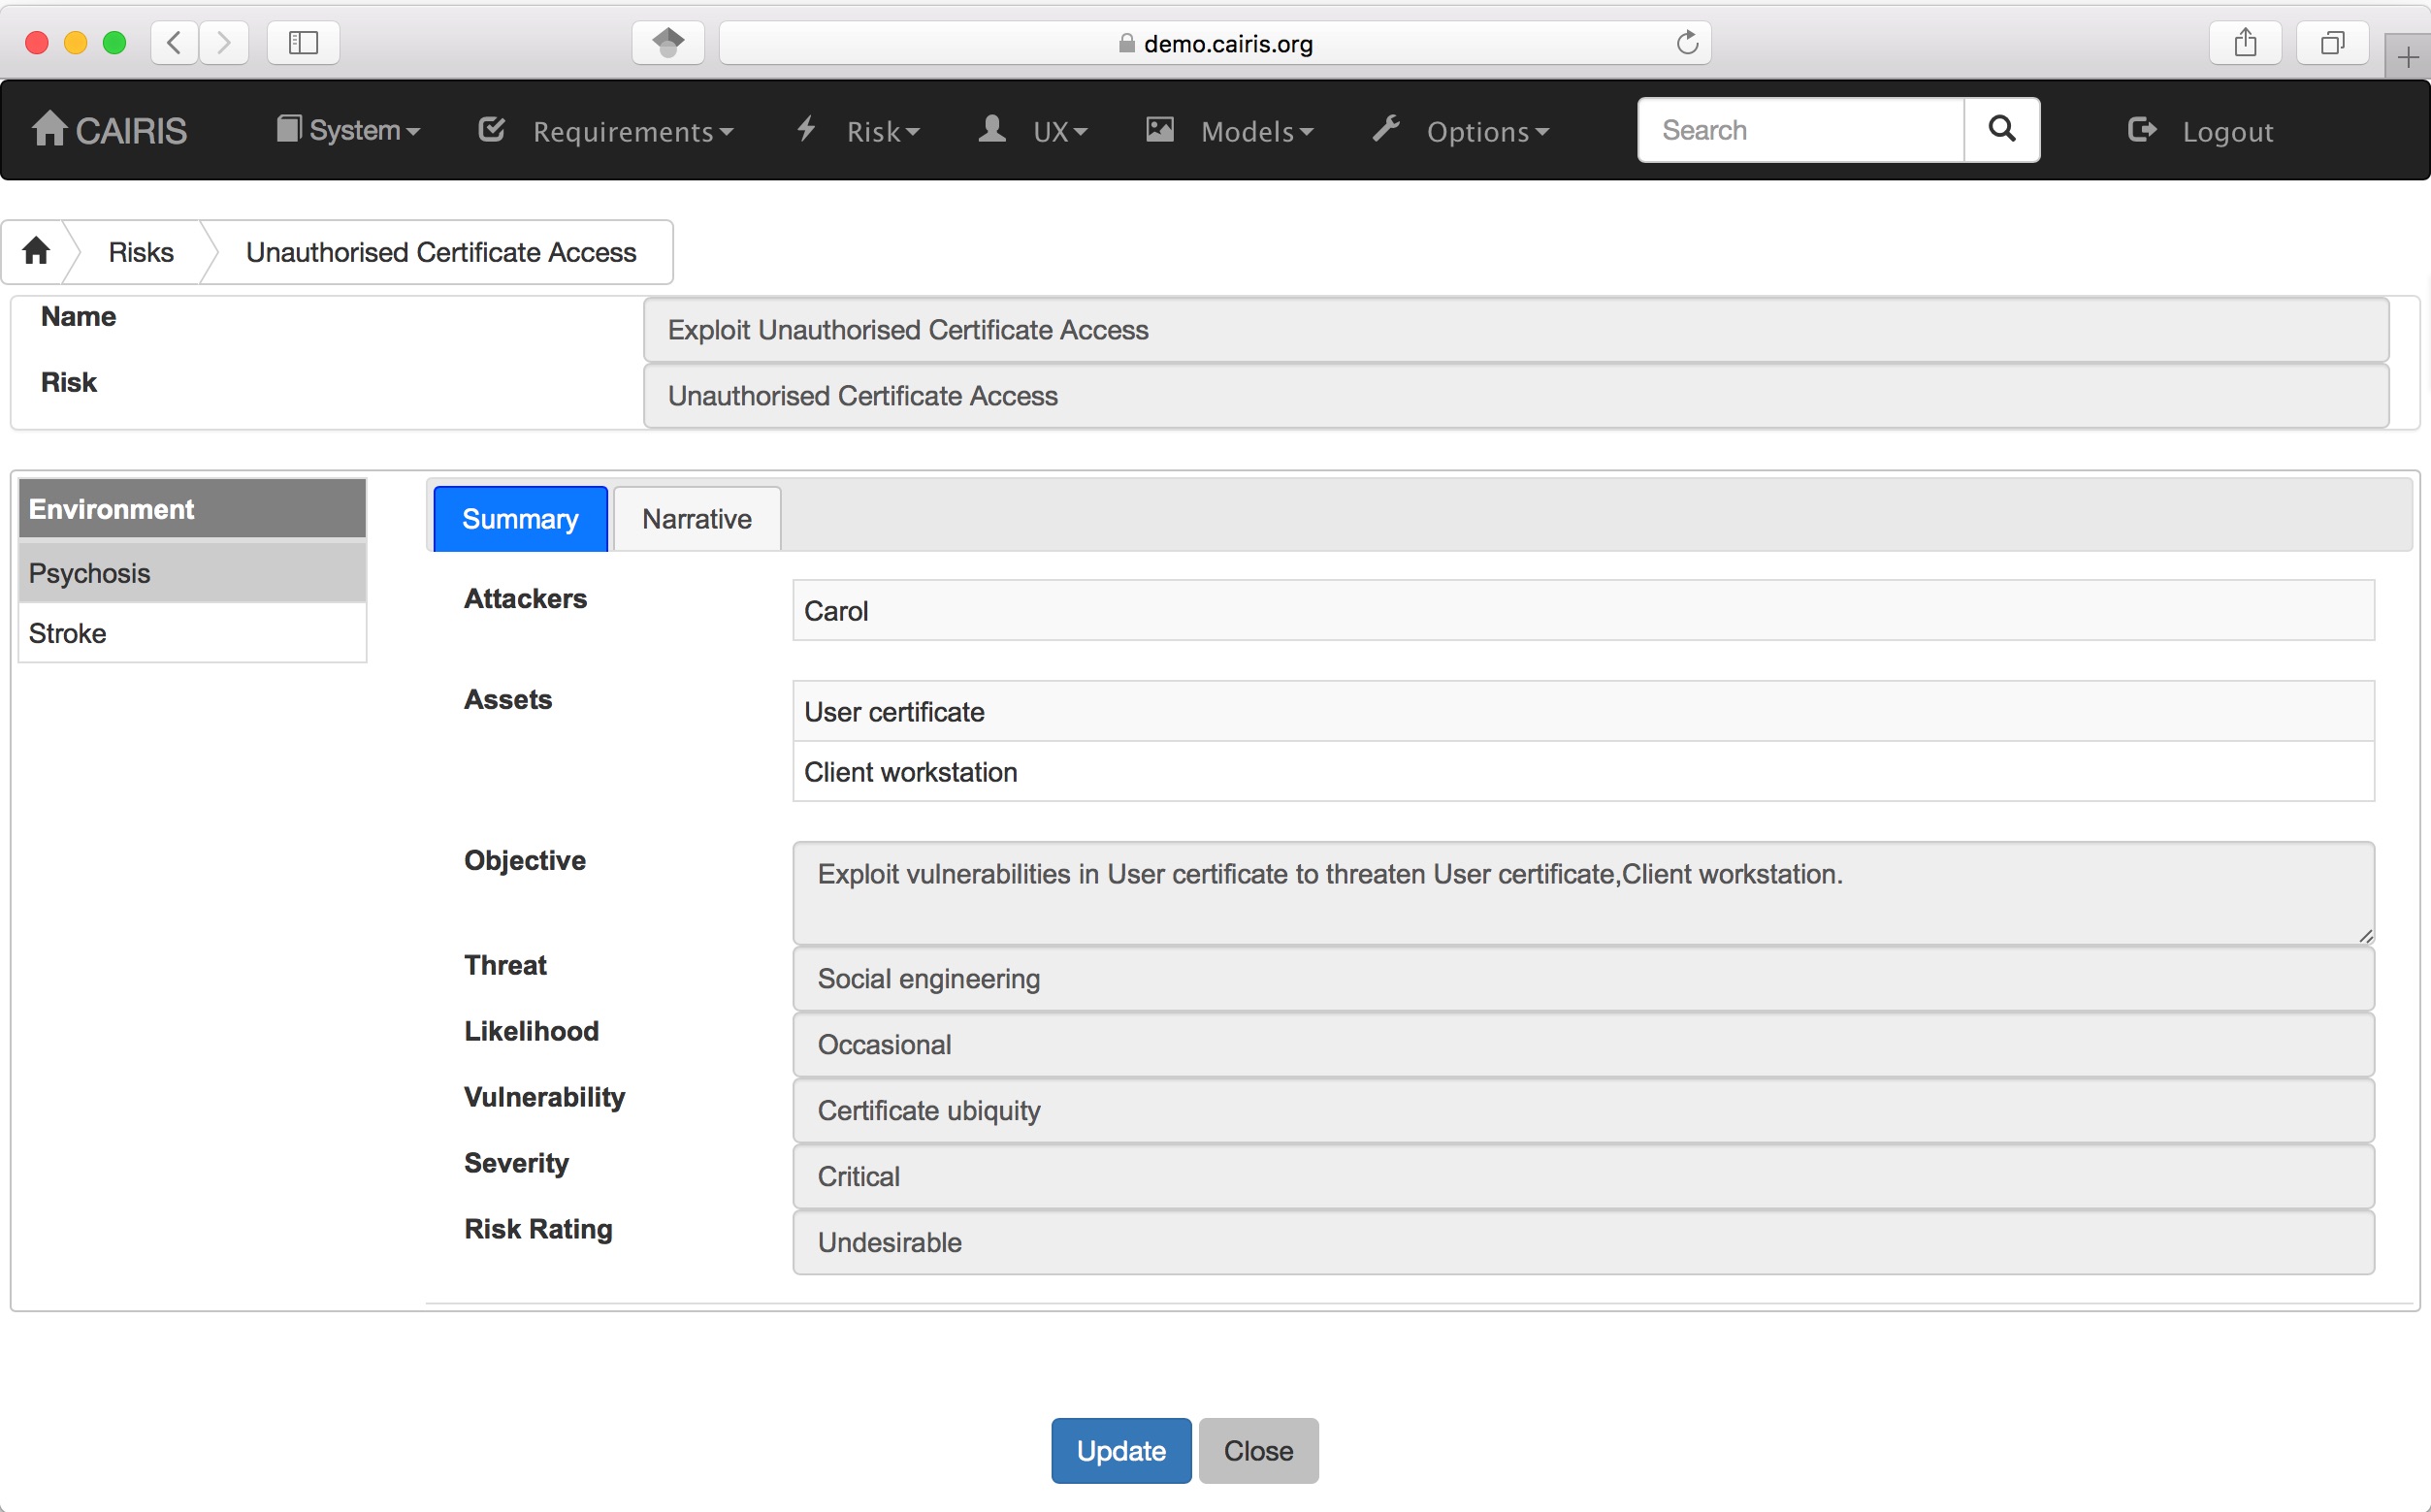 demo.cairis.org
CAIRIS System Requirements Risk UX Models Options Search Logout
Risks Unauthorised Certificate Access
Name Exploit Unauthorised Certificate Access
Risk Unauthorised Certificate Access
Environment
Psychosis
Stroke
Summary Narrative
Attackers Carol
Assets User certificate
Client workstation
Objective Exploit vulnerabilities in User certificate to threaten User certificate,Client workstation.
Threat Social engineering
Likelihood Occasional
Vulnerability Certificate ubiquity
Severity Critical
Risk Rating Undesirable
Update Close